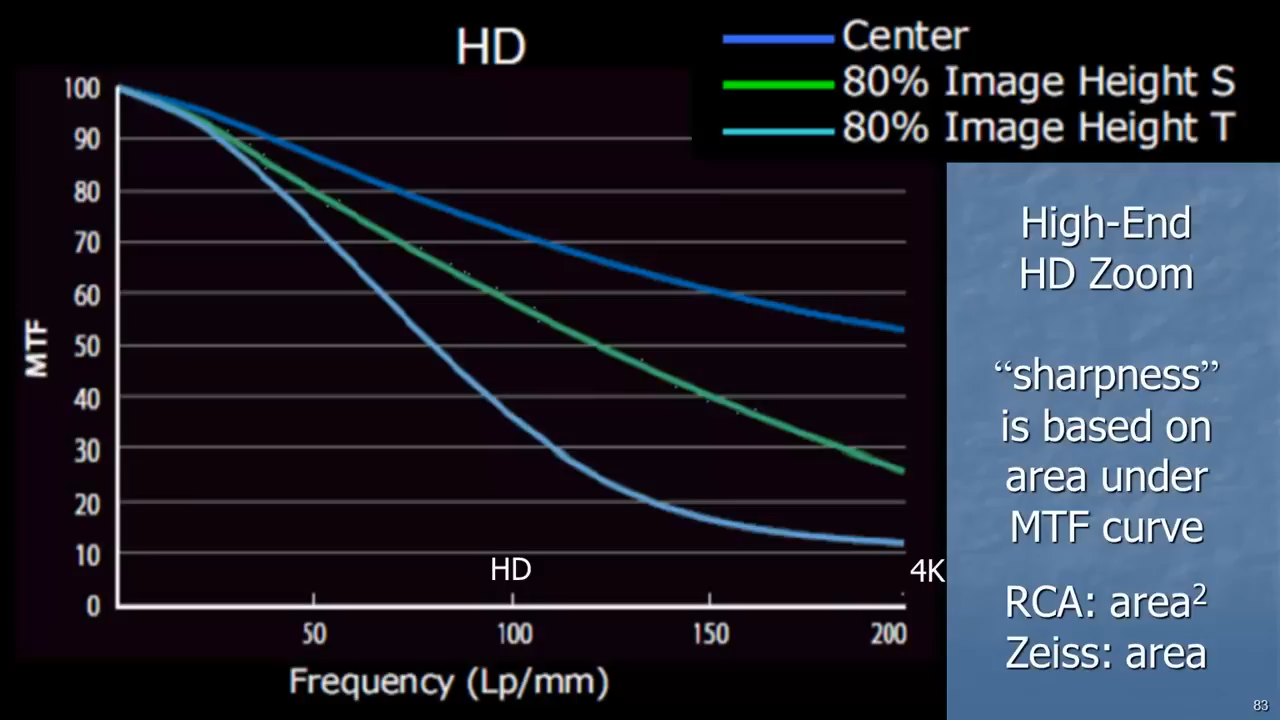 HD
Center
80% Image Height S
80% Image Height T
100
90
80
70
60
50
40
30
20
10
0
MTF
HD
4K
50
100
150
200
Frequency (Lp/mm)
High-End
HD Zoom
“sharpness”
is based on
area under
MTF curve
RCA: area²
Zeiss: area
83